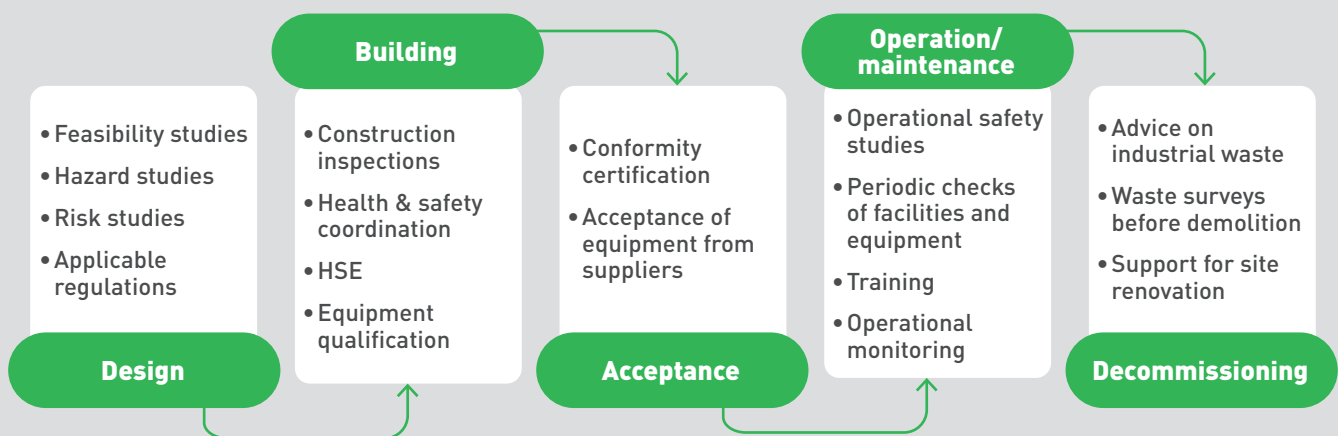 Design
• Feasibility studies
• Hazard studies
• Risk studies
• Applicable
regulations
Building
• Construction
inspections
• Health & safety
coordination
• HSE
• Equipment
qualification
Acceptance
• Conformity
certification
• Acceptance of
equipment from
suppliers
Operation/
maintenance
• Operational safety
studies
• Periodic checks
of facilities and
equipment
• Training
• Operational
monitoring
Decommissioning
• Advice on
industrial waste
• Waste surveys
before demolition
• Support for site
renovation